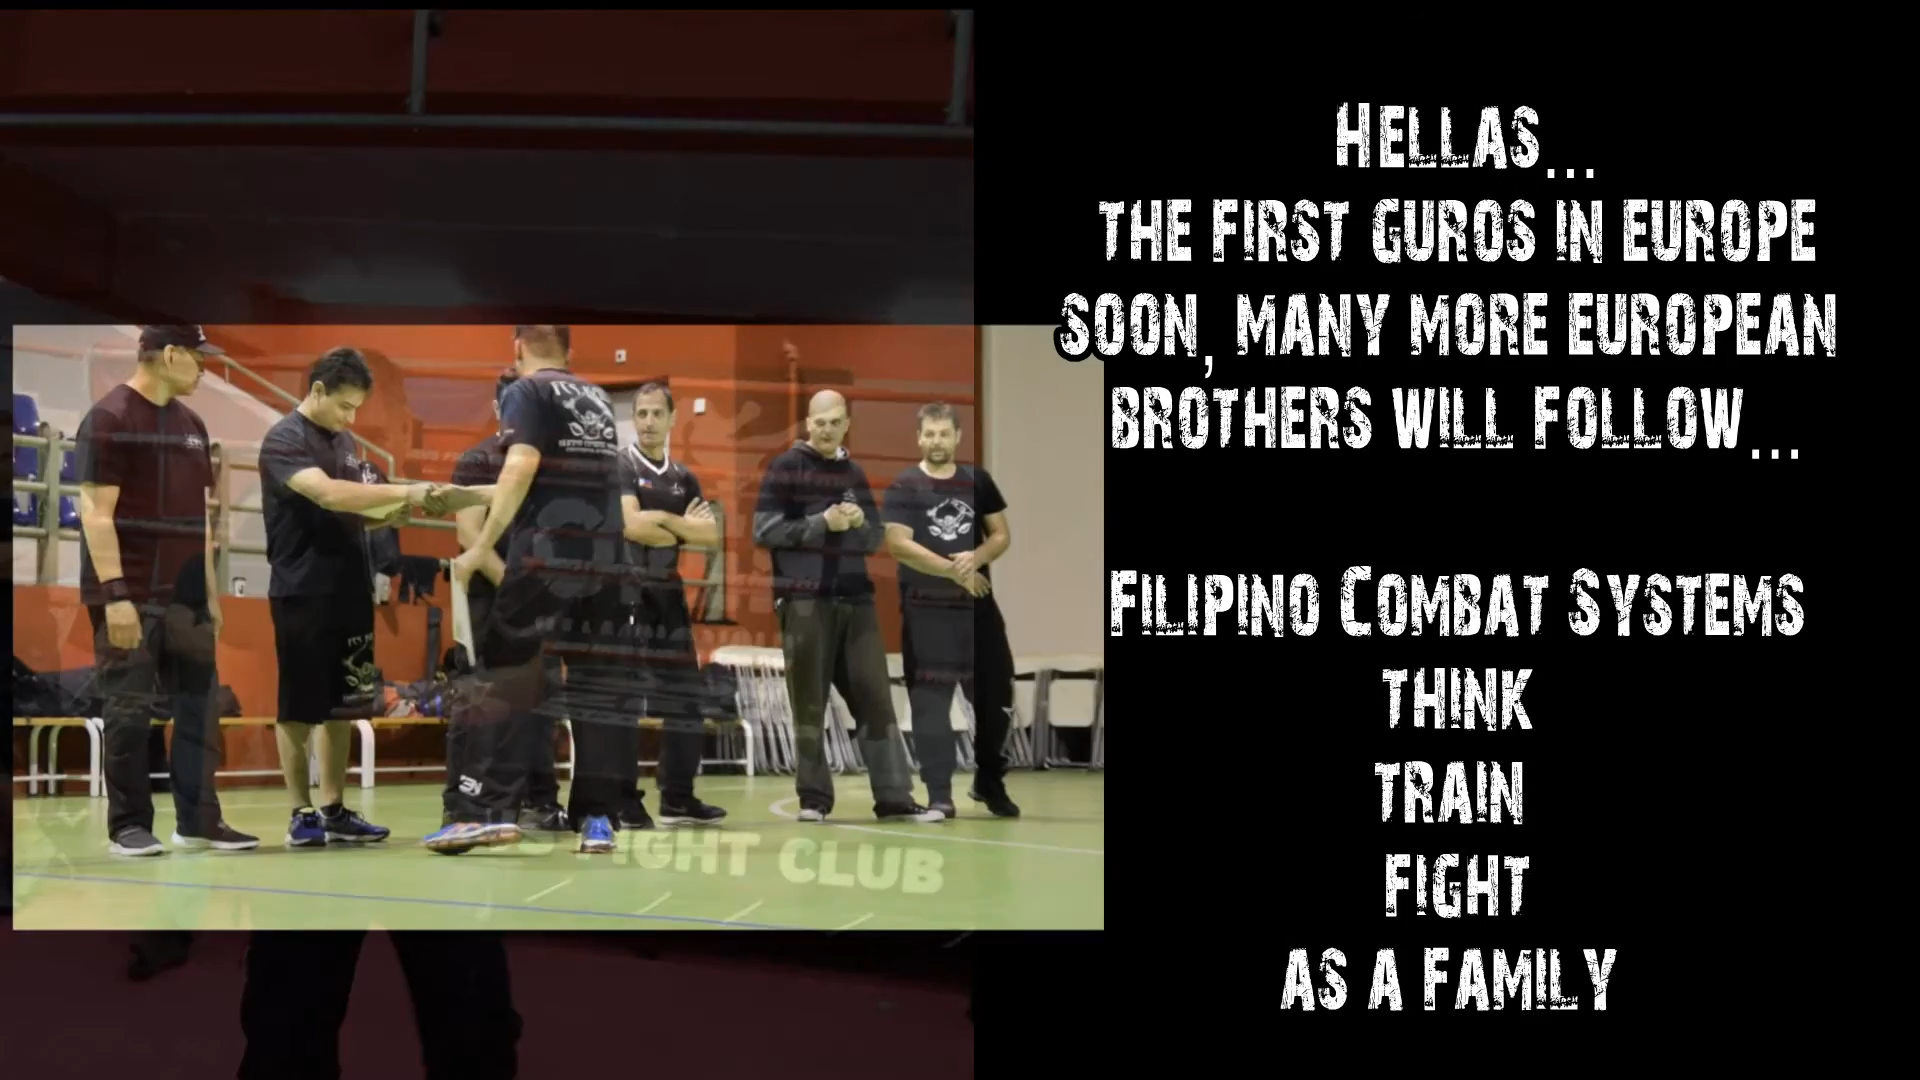 HELLAS...
THE FIRST GUROS IN EUROPE
SOON, MANY MORE EUROPEAN
BROTHERS WILL FOLLOW...
FILIPINO COMBAT SYSTEMS
THINK
TRAIN
FIGHT
AS A FAMILY
FIGHT CLUB